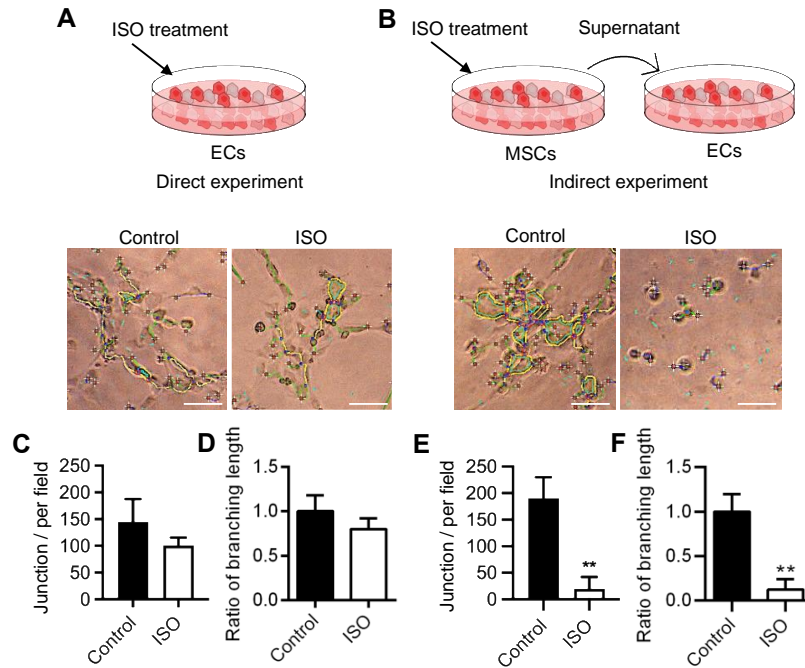 A
ISO treatment
ECs
Direct experiment
Control
ISO
B
ISO treatment
Supernatant
MSCs
ECs
Indirect experiment
Control
ISO
C
Junction / per field
250
200
150
100
50
0
Control
ISO
D
Ratio of branching length
1.5
1.0
0.5
0.0
Control
ISO
E
Junction / per field
250
200
150
100
50
0
**
Control
ISO
F
Ratio of branching length
1.5
1.0
0.5
0.0
**
Control
ISO